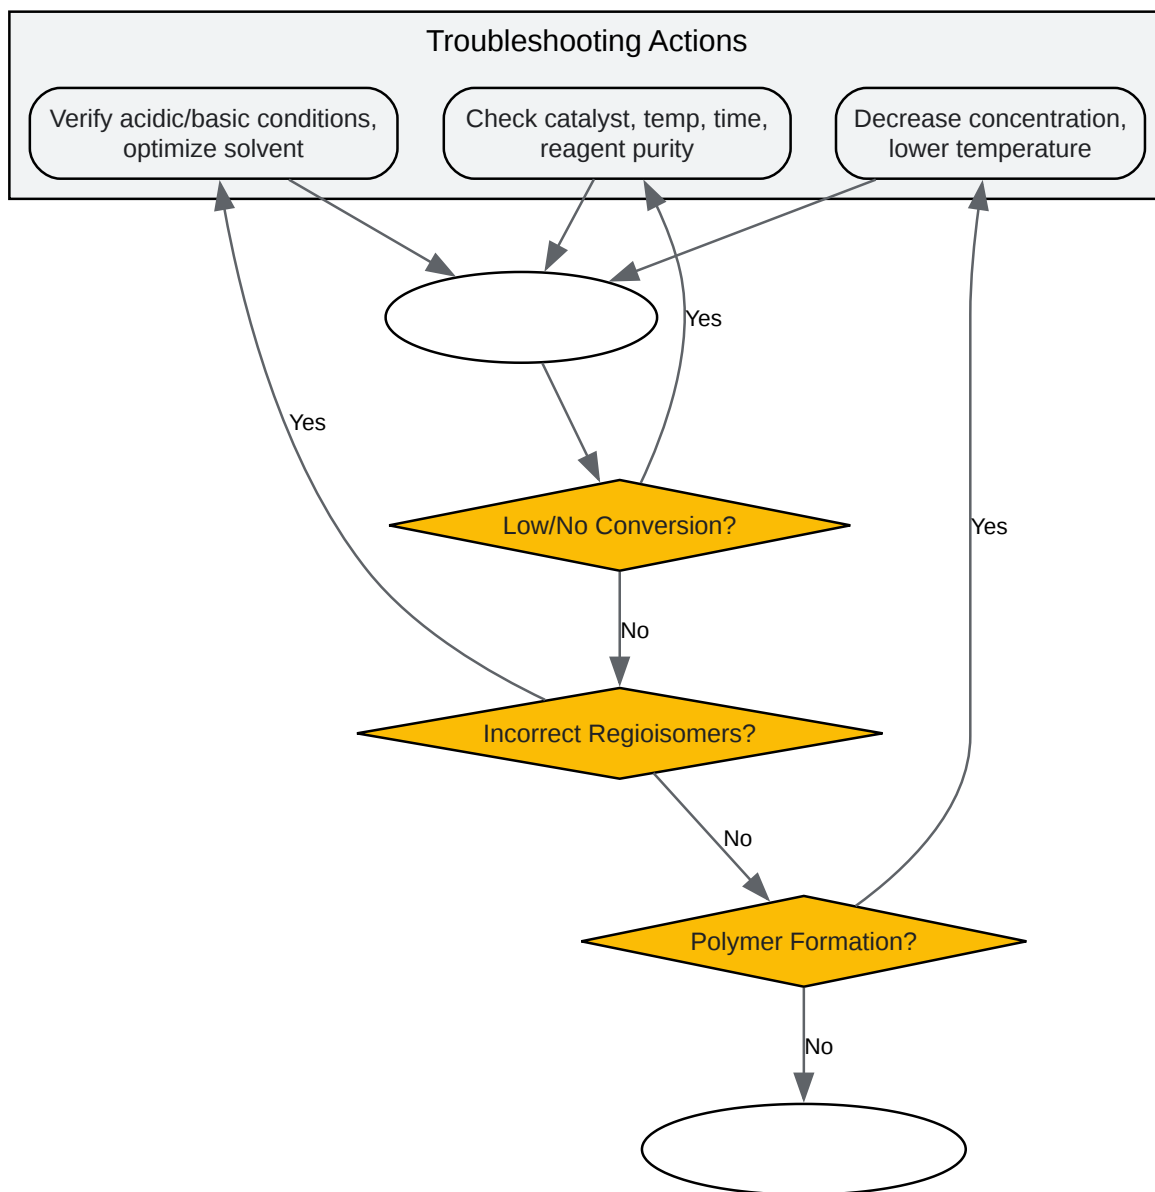 Troubleshooting Actions
Verify acidic/basic conditions,
optimize solvent
Check catalyst, temp, time,
reagent purity
Decrease concentration,
lower temperature
Yes
Yes
Low/No Conversion?
Yes
No
Incorrect Regioisomers?
No
Polymer Formation?
No